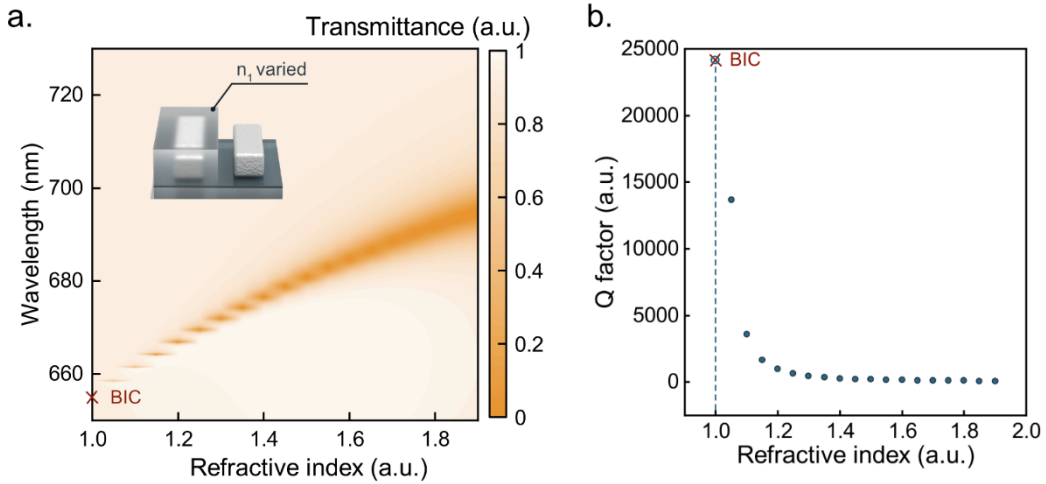 a.
Transmittance (a.u.)
n1 varied
Wavelength (nm)
720
700
680
660
BIC
1.0 1.2 1.4 1.6 1.8
Refractive index (a.u.)
1
0.8
0.6
0.4
0.2
0
b.
Q factor (a.u.)
25000
20000
15000
10000
5000
0
BIC
1.0 1.2 1.4 1.6 1.8 2.0
Refractive index (a.u.)